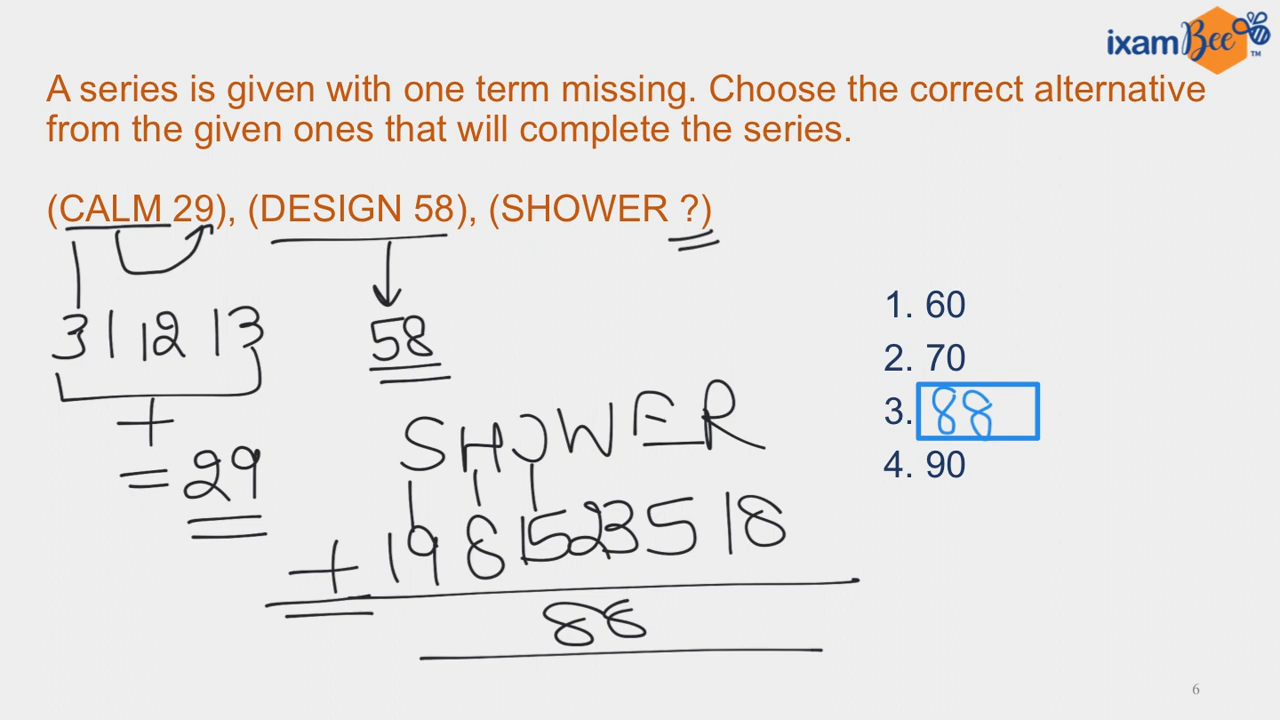 ixamBee
TM
A series is given with one term missing. Choose the correct alternative
from the given ones that will complete the series.
(CALM 29), (DESIGN 58), (SHOWER ?)
1. 60
2. 70
3. 88
4. 90
3 1 12 13
+
= 29
58
SHOWER
+ 19 8 15 23 5 18
88
6